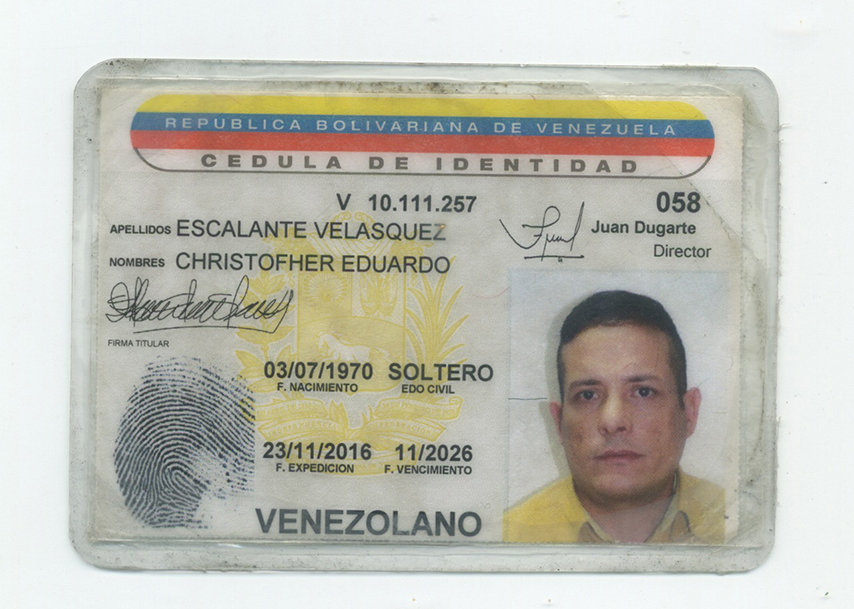 REPUBLICA BOLIVARIANA DE VENEZUELA
CEDULA DE IDENTIDAD
V 10.111.257
058
APELLIDOS ESCALANTE VELASQUEZ
Juan Dugarte
Director
NOMBRES CHRISTOFHER EDUARDO
FIRMA TITULAR
03/07/1970 SOLTERO
F. NACIMIENTO EDO CIVIL
23/11/2016 11/2026
F. EXPEDICION F. VENCIMIENTO
VENEZOLANO